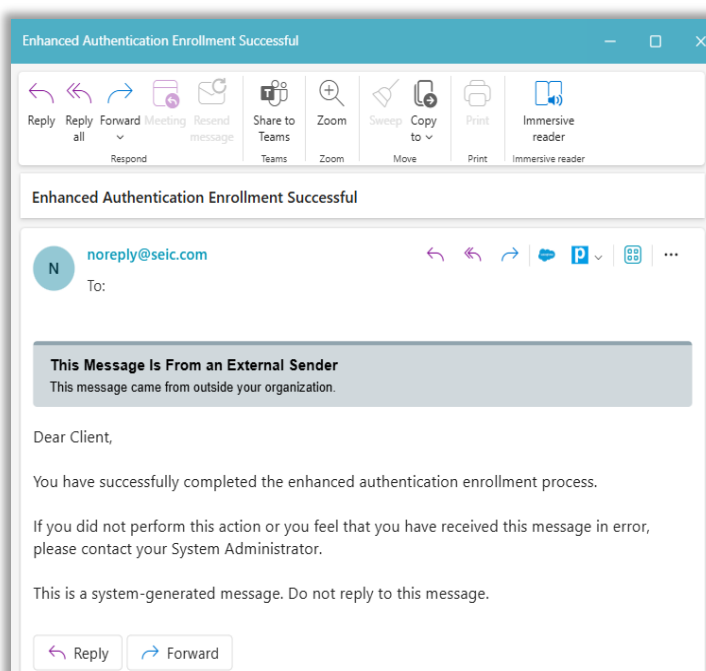 Enhanced Authentication Enrollment Successful
Reply
Reply all
Forward
Meeting
Resend message
Share to Teams
Zoom
Sweep
Copy to
Print
Immersive reader
Respond
Teams
Zoom
Move
Print
Immersive reader
Enhanced Authentication Enrollment Successful
N
noreply@seic.com
To:
This Message Is From an External Sender
This message came from outside your organization.
Dear Client,
You have successfully completed the enhanced authentication enrollment process.
If you did not perform this action or you feel that you have received this message in error,
please contact your System Administrator.
This is a system-generated message. Do not reply to this message.
Reply
Forward